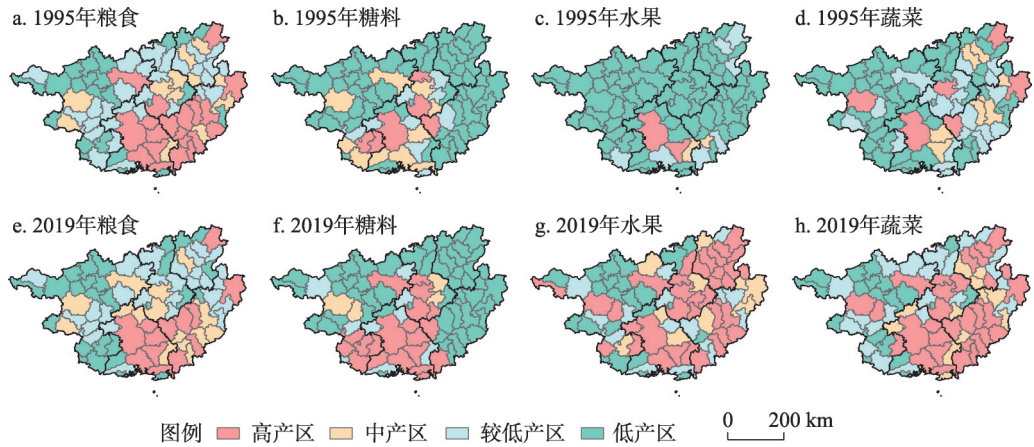 a. 1995年粮食
b. 1995年糖料
c. 1995年水果
d. 1995年蔬菜
e. 2019年粮食
f. 2019年糖料
g. 2019年水果
h. 2019年蔬菜
图例 高产区 中产区 较低产区 低产区 0 200 km